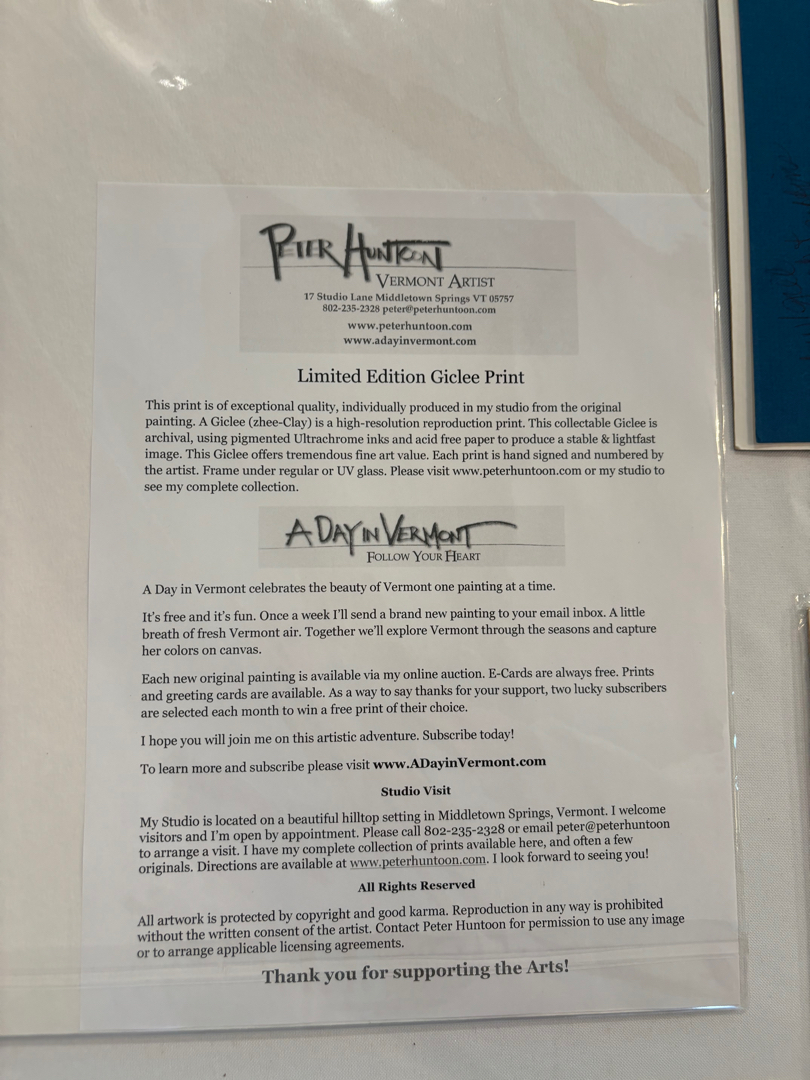 PETER HUNTOON
VERMONT ARTIST
17 Studio Lane Middletown Springs VT 05757
802-235-2328 peter@peterhuntoon.com
www.peterhuntoon.com
www.adayinvermont.com
Limited Edition Giclee Print
This print is of exceptional quality, individually produced in my studio from the original
painting. A Giclee (zhee-Clay) is a high-resolution reproduction print. This collectable Giclee is
archival, using pigmented Ultrachrome inks and acid free paper to produce a stable & lightfast
image. This Giclee offers tremendous fine art value. Each print is hand signed and numbered by
the artist. Frame under regular or UV glass. Please visit www.peterhuntoon.com or my studio to
see my complete collection.
A DAY IN VERMONT
FOLLOW YOUR HEART
A Day in Vermont celebrates the beauty of Vermont one painting at a time.
It's free and it's fun. Once a week I'll send a brand new painting to your email inbox. A little
breath of fresh Vermont air. Together we'll explore Vermont through the seasons and capture
her colors on canvas.
Each new original painting is available via my online auction. E-Cards are always free. Prints
and greeting cards are available. As a way to say thanks for your support, two lucky subscribers
are selected each month to win a free print of their choice.
I hope you will join me on this artistic adventure. Subscribe today!
To learn more and subscribe please visit www.ADayinVermont.com
Studio Visit
My Studio is located on a beautiful hilltop setting in Middletown Springs, Vermont. I welcome
visitors and I'm open by appointment. Please call 802-235-2328 or email peter@peterhuntoon
to arrange a visit. I have my complete collection of prints available here, and often a few
originals. Directions are available at www.peterhuntoon.com. I look forward to seeing you!
All Rights Reserved
All artwork is protected by copyright and good karma. Reproduction in any way is prohibited
without the written consent of the artist. Contact Peter Huntoon for permission to use any image
or to arrange applicable licensing agreements.
Thank you for supporting the Arts!